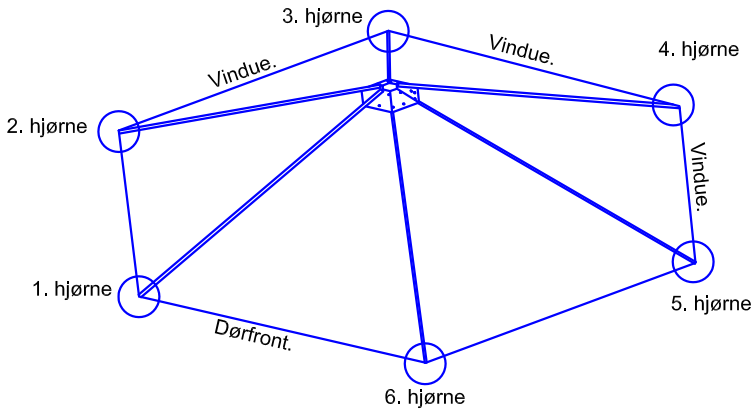 3. hjørne
Vindue.
Vindue.
4. hjørne
2. hjørne
Vindue.
1. hjørne
5. hjørne
Dørfront.
6. hjørne